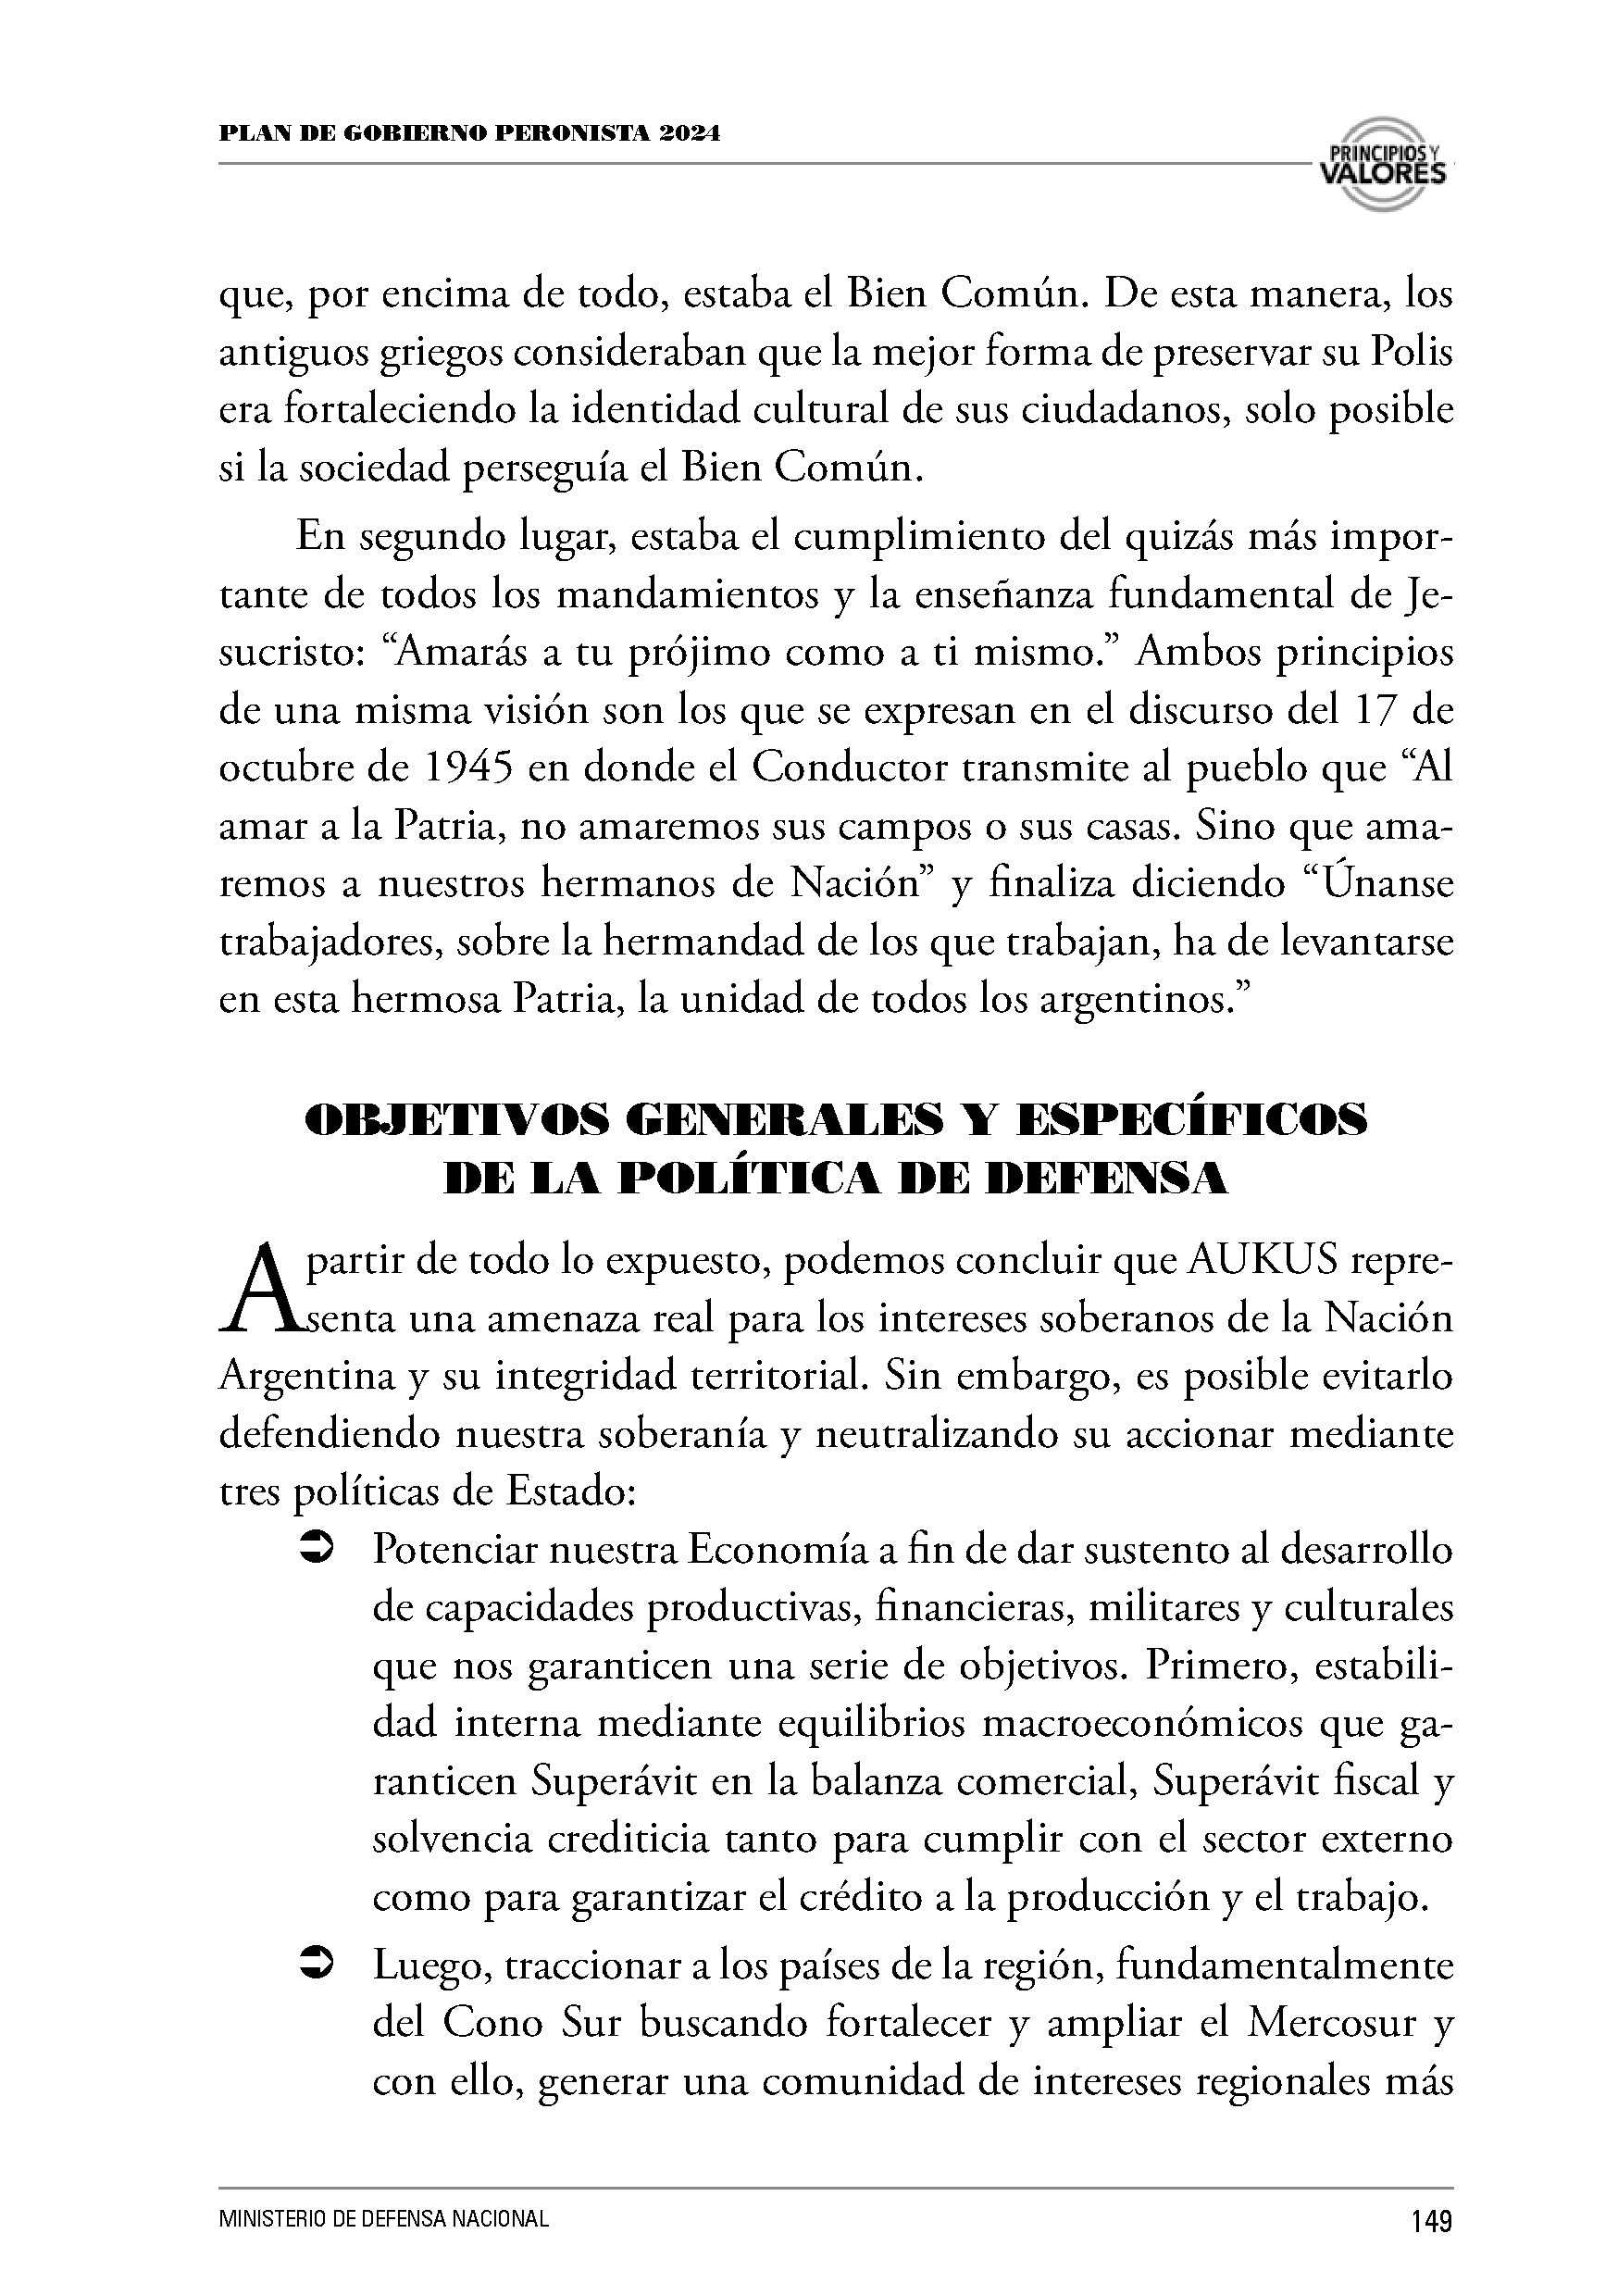 PLAN DE GOBIERNO PERONISTA 2024
PRINCIPIOS Y
VALORES
que, por encima de todo, estaba el Bien Común. De esta manera, los
antiguos griegos consideraban que la mejor forma de preservar su Polis
era fortaleciendo la identidad cultural de sus ciudadanos, solo posible
si la sociedad perseguía el Bien Común.
En segundo lugar, estaba el cumplimiento del quizás más impor-
tante de todos los mandamientos y la enseñanza fundamental de Je-
sucristo: “Amarás a tu prójimo como a ti mismo.” Ambos principios
de una misma visión son los que se expresan en el discurso del 17 de
octubre de 1945 en donde el Conductor transmite al pueblo que “Al
amar a la Patria, no amaremos sus campos o sus casas. Sino que ama-
remos a nuestros hermanos de Nación” y finaliza diciendo “Únanse
trabajadores, sobre la hermandad de los que trabajan, ha de levantarse
en esta hermosa Patria, la unidad de todos los argentinos.”
OBJETIVOS GENERALES Y ESPECÍFICOS
DE LA POLÍTICA DE DEFENSA
A partir de todo lo expuesto, podemos concluir que AUKUS repre-
senta una amenaza real para los intereses soberanos de la Nación
Argentina y su integridad territorial. Sin embargo, es posible evitarlo
defendiendo nuestra soberanía y neutralizando su accionar mediante
tres políticas de Estado:
➲ Potenciar nuestra Economía a fin de dar sustento al desarrollo
de capacidades productivas, financieras, militares y culturales
que nos garanticen una serie de objetivos. Primero, estabili-
dad interna mediante equilibrios macroeconómicos que ga-
ranticen Superávit en la balanza comercial, Superávit fiscal y
solvencia crediticia tanto para cumplir con el sector externo
como para garantizar el crédito a la producción y el trabajo.
➲ Luego, traccionar a los países de la región, fundamentalmente
del Cono Sur buscando fortalecer y ampliar el Mercosur y
con ello, generar una comunidad de intereses regionales más
MINISTERIO DE DEFENSA NACIONAL
149